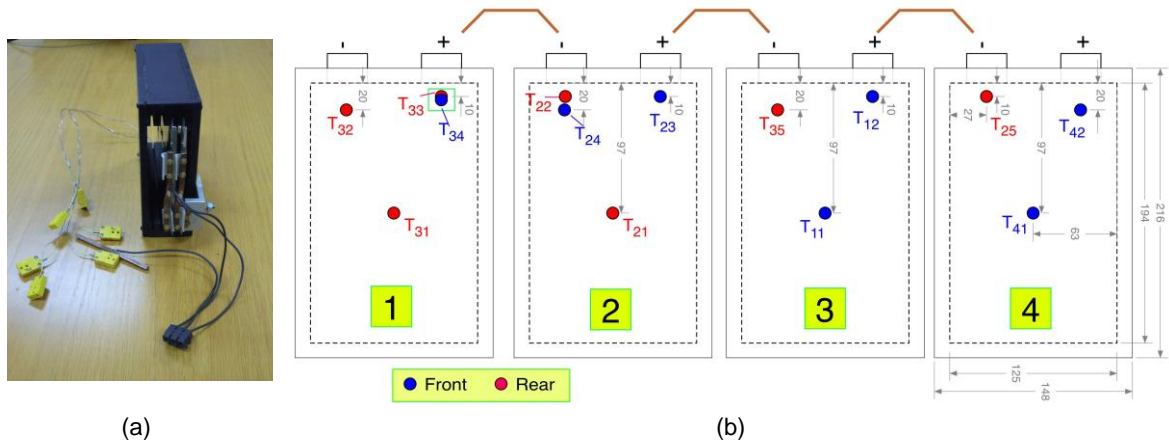 - + - + - + - +
20 10 20 10 20 10 20
T33 T22 27
T32 T34 T24 T23 T35 T12 T25 T42
97 97 97
T31 T21 T11 T41
63
194 216
1 2 3 4
Front Rear
125
148
(a) (b)